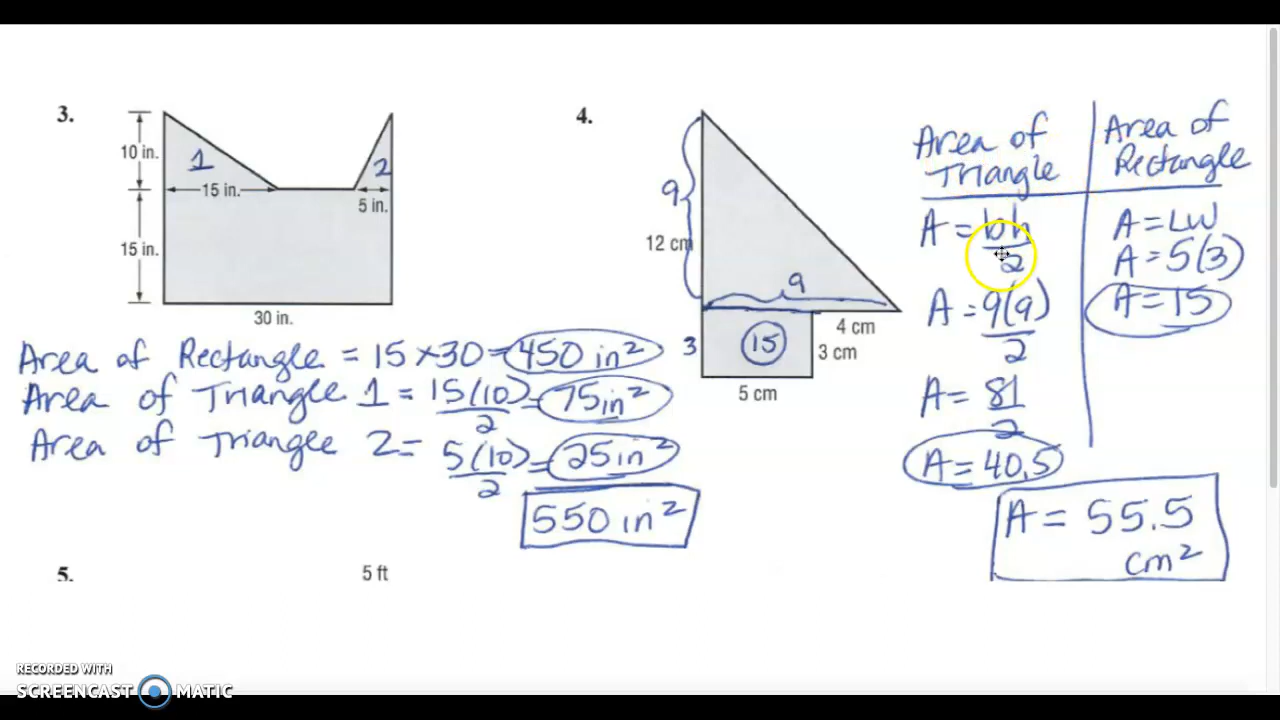 3.
10 in.
1
2
15 in.
5 in.
15 in.
30 in.
Area of Rectangle = 15 x 30 = 450 in²
Area of Triangle 1 = 15(10)/2 = 75 in²
Area of Triangle 2 = 5(10)/2 = 25 in²
550 in²
4.
9
12 cm
9
4 cm
3
15
3 cm
5 cm
Area of
Triangle
A = bh/2
A = 9(9)/2
A = 81/2
A = 40.5
Area of
Rectangle
A = LW
A = 5(3)
A = 15
A = 55.5
cm²
5.
5 ft
RECORDED WITH
SCREENCAST MATIC